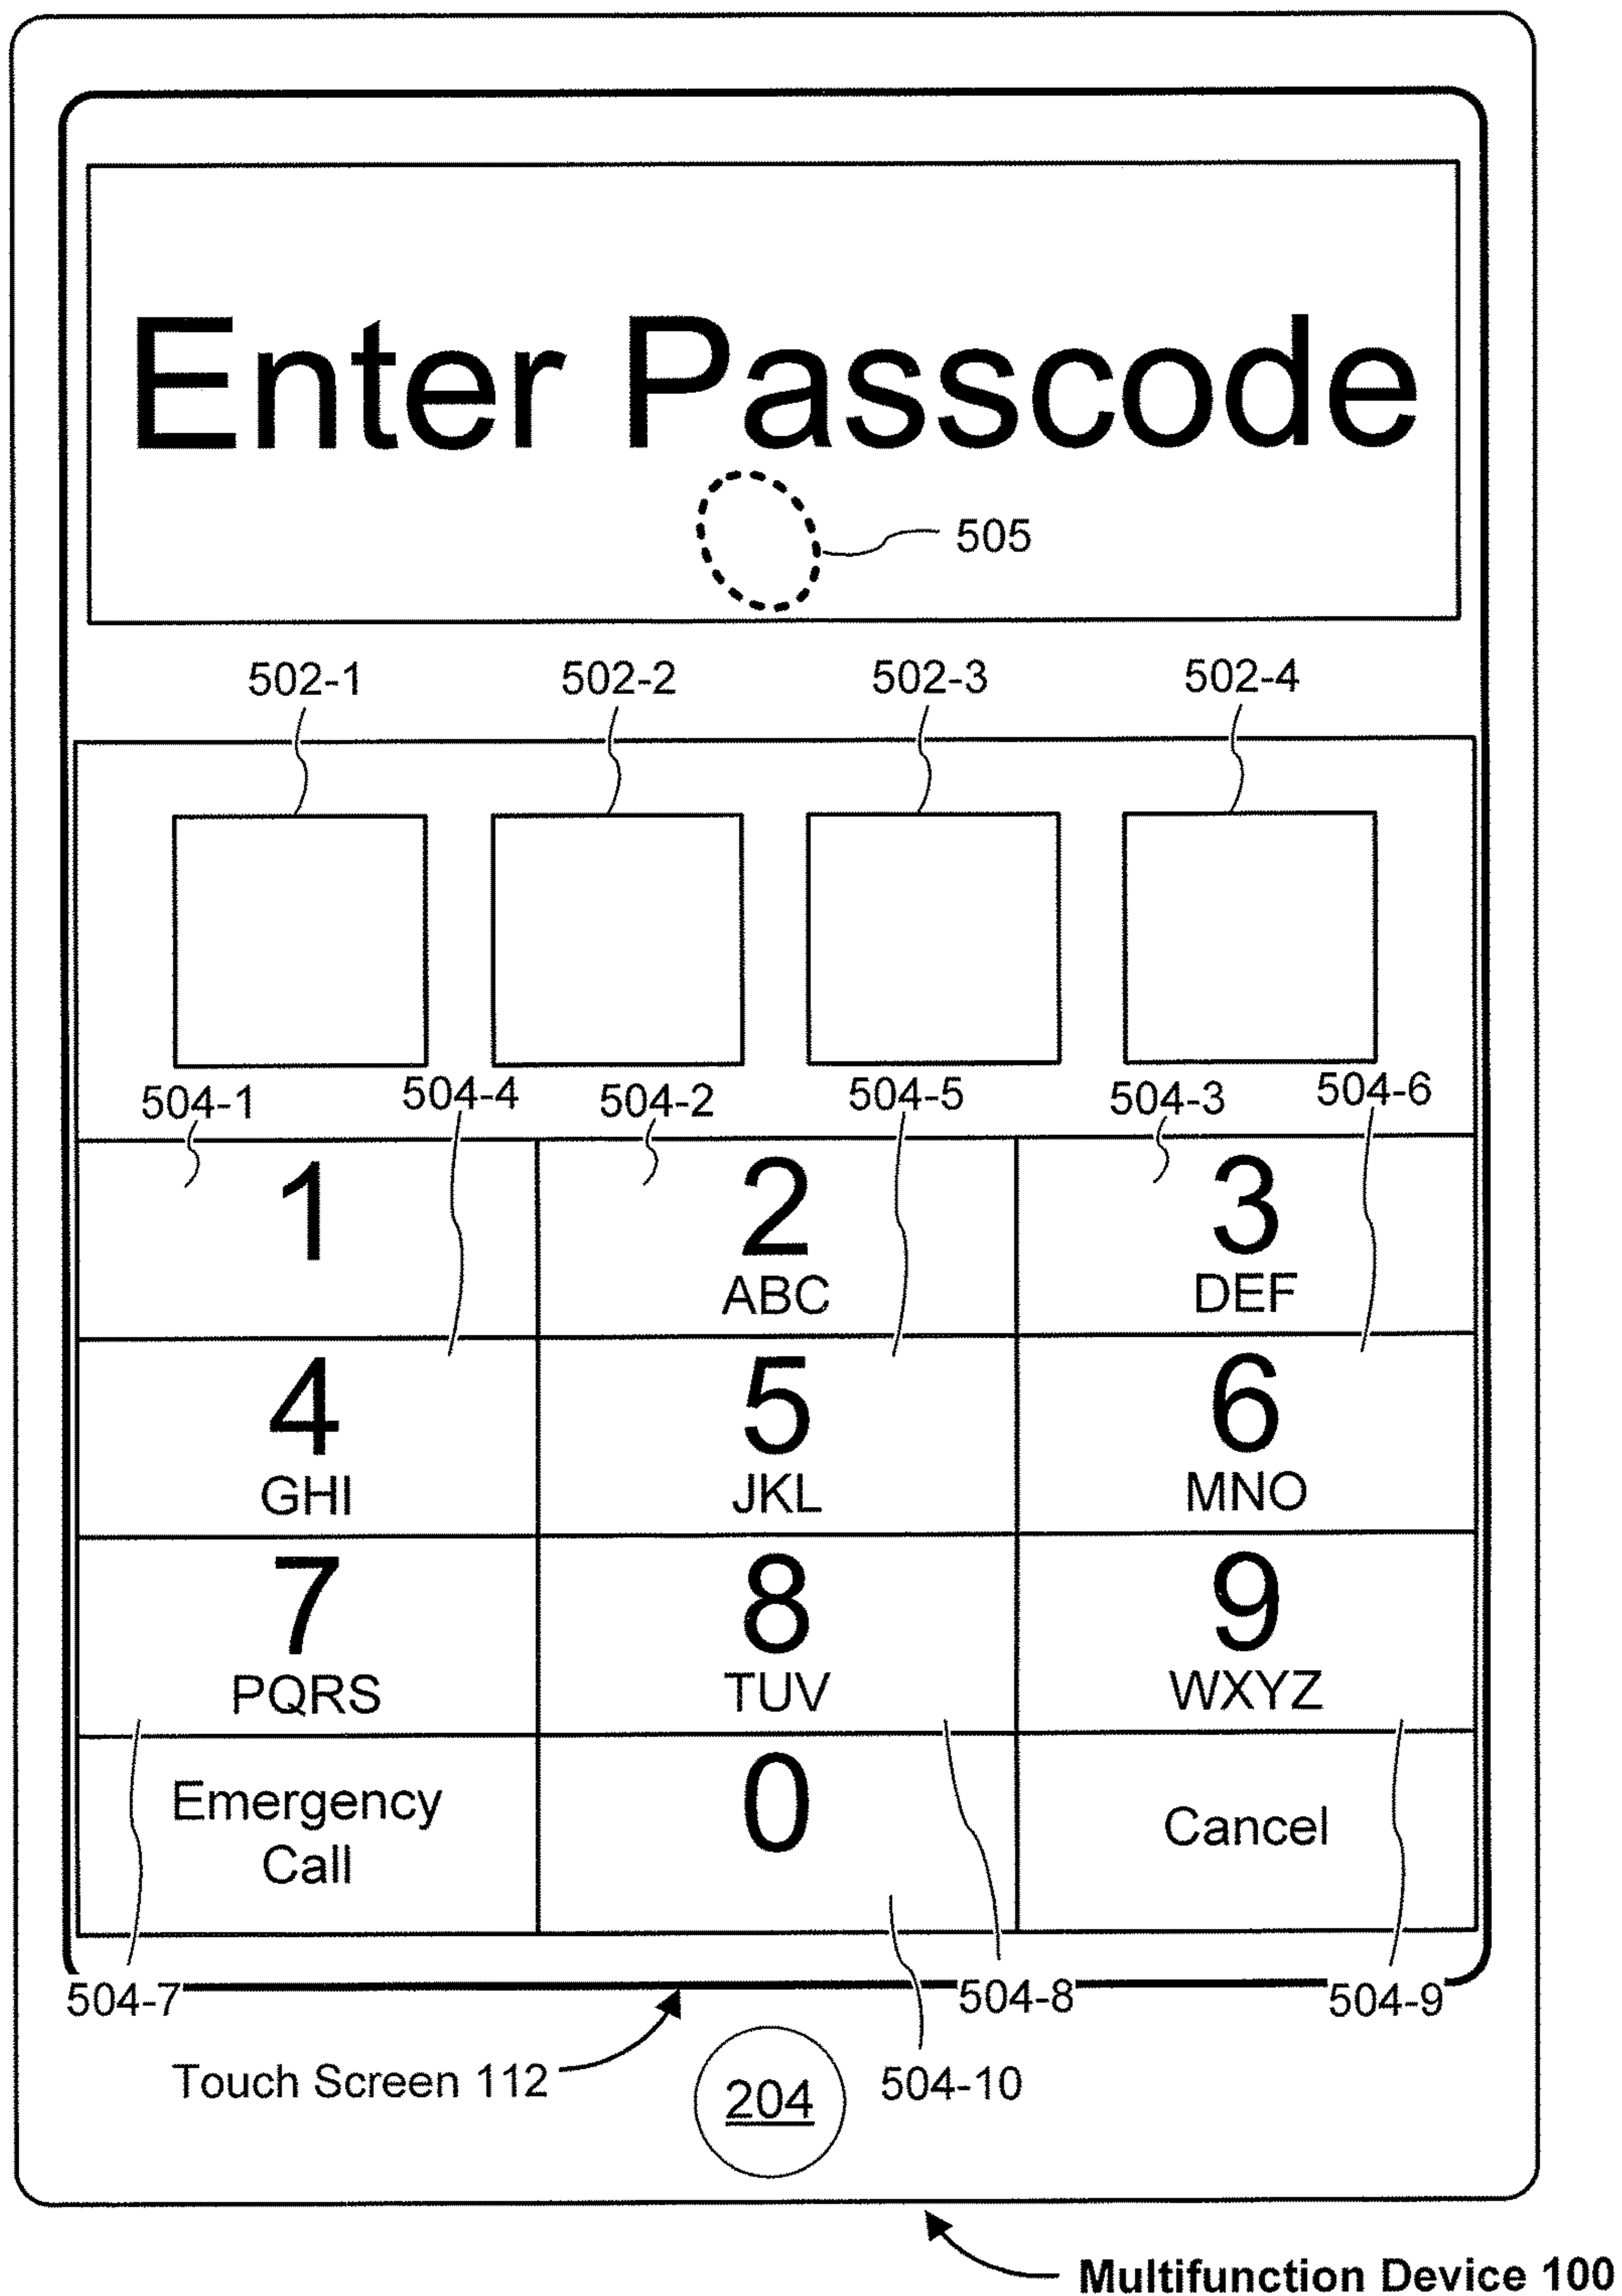 Enter Passcode
505
502-1 502-2 502-3 502-4
504-1 504-4 504-2 504-5 504-3 504-6
1 2 3
ABC DEF
4 5 6
GHI JKL MNO
7 8 9
PQRS TUV WXYZ
Emergency
Call
0
Cancel
504-7 504-8 504-9
Touch Screen 112
204
504-10
Multifunction Device 100